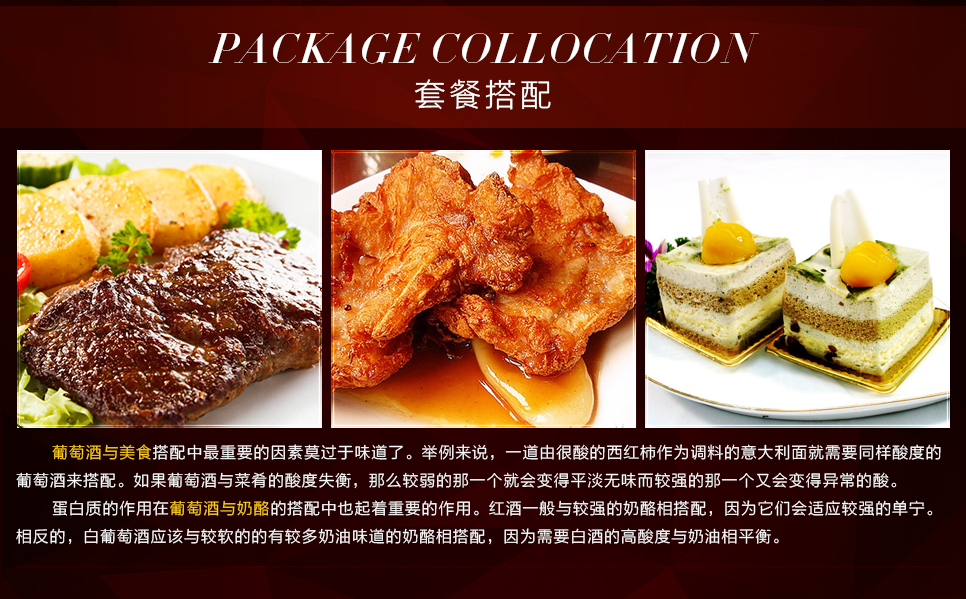 PACKAGE COLLOCATION
套餐搭配
葡萄酒与美食搭配中最重要的因素莫过于味道了。举例来说，一道由很酸的西红柿作为调料的意大利面就需要同样酸度的
葡萄酒来搭配。如果葡萄酒与菜肴的酸度失衡，那么较弱的那一个就会变得平淡无味而较强的那一个又会变得异常的酸。
蛋白质的作用在葡萄酒与奶酪的搭配中也起着重要的作用。红酒一般与较强的奶酪相搭配，因为它们会适应较强的单宁。
相反的，白葡萄酒应该与较软的的有较多奶油味道的奶酪相搭配，因为需要白酒的高酸度与奶油相平衡。